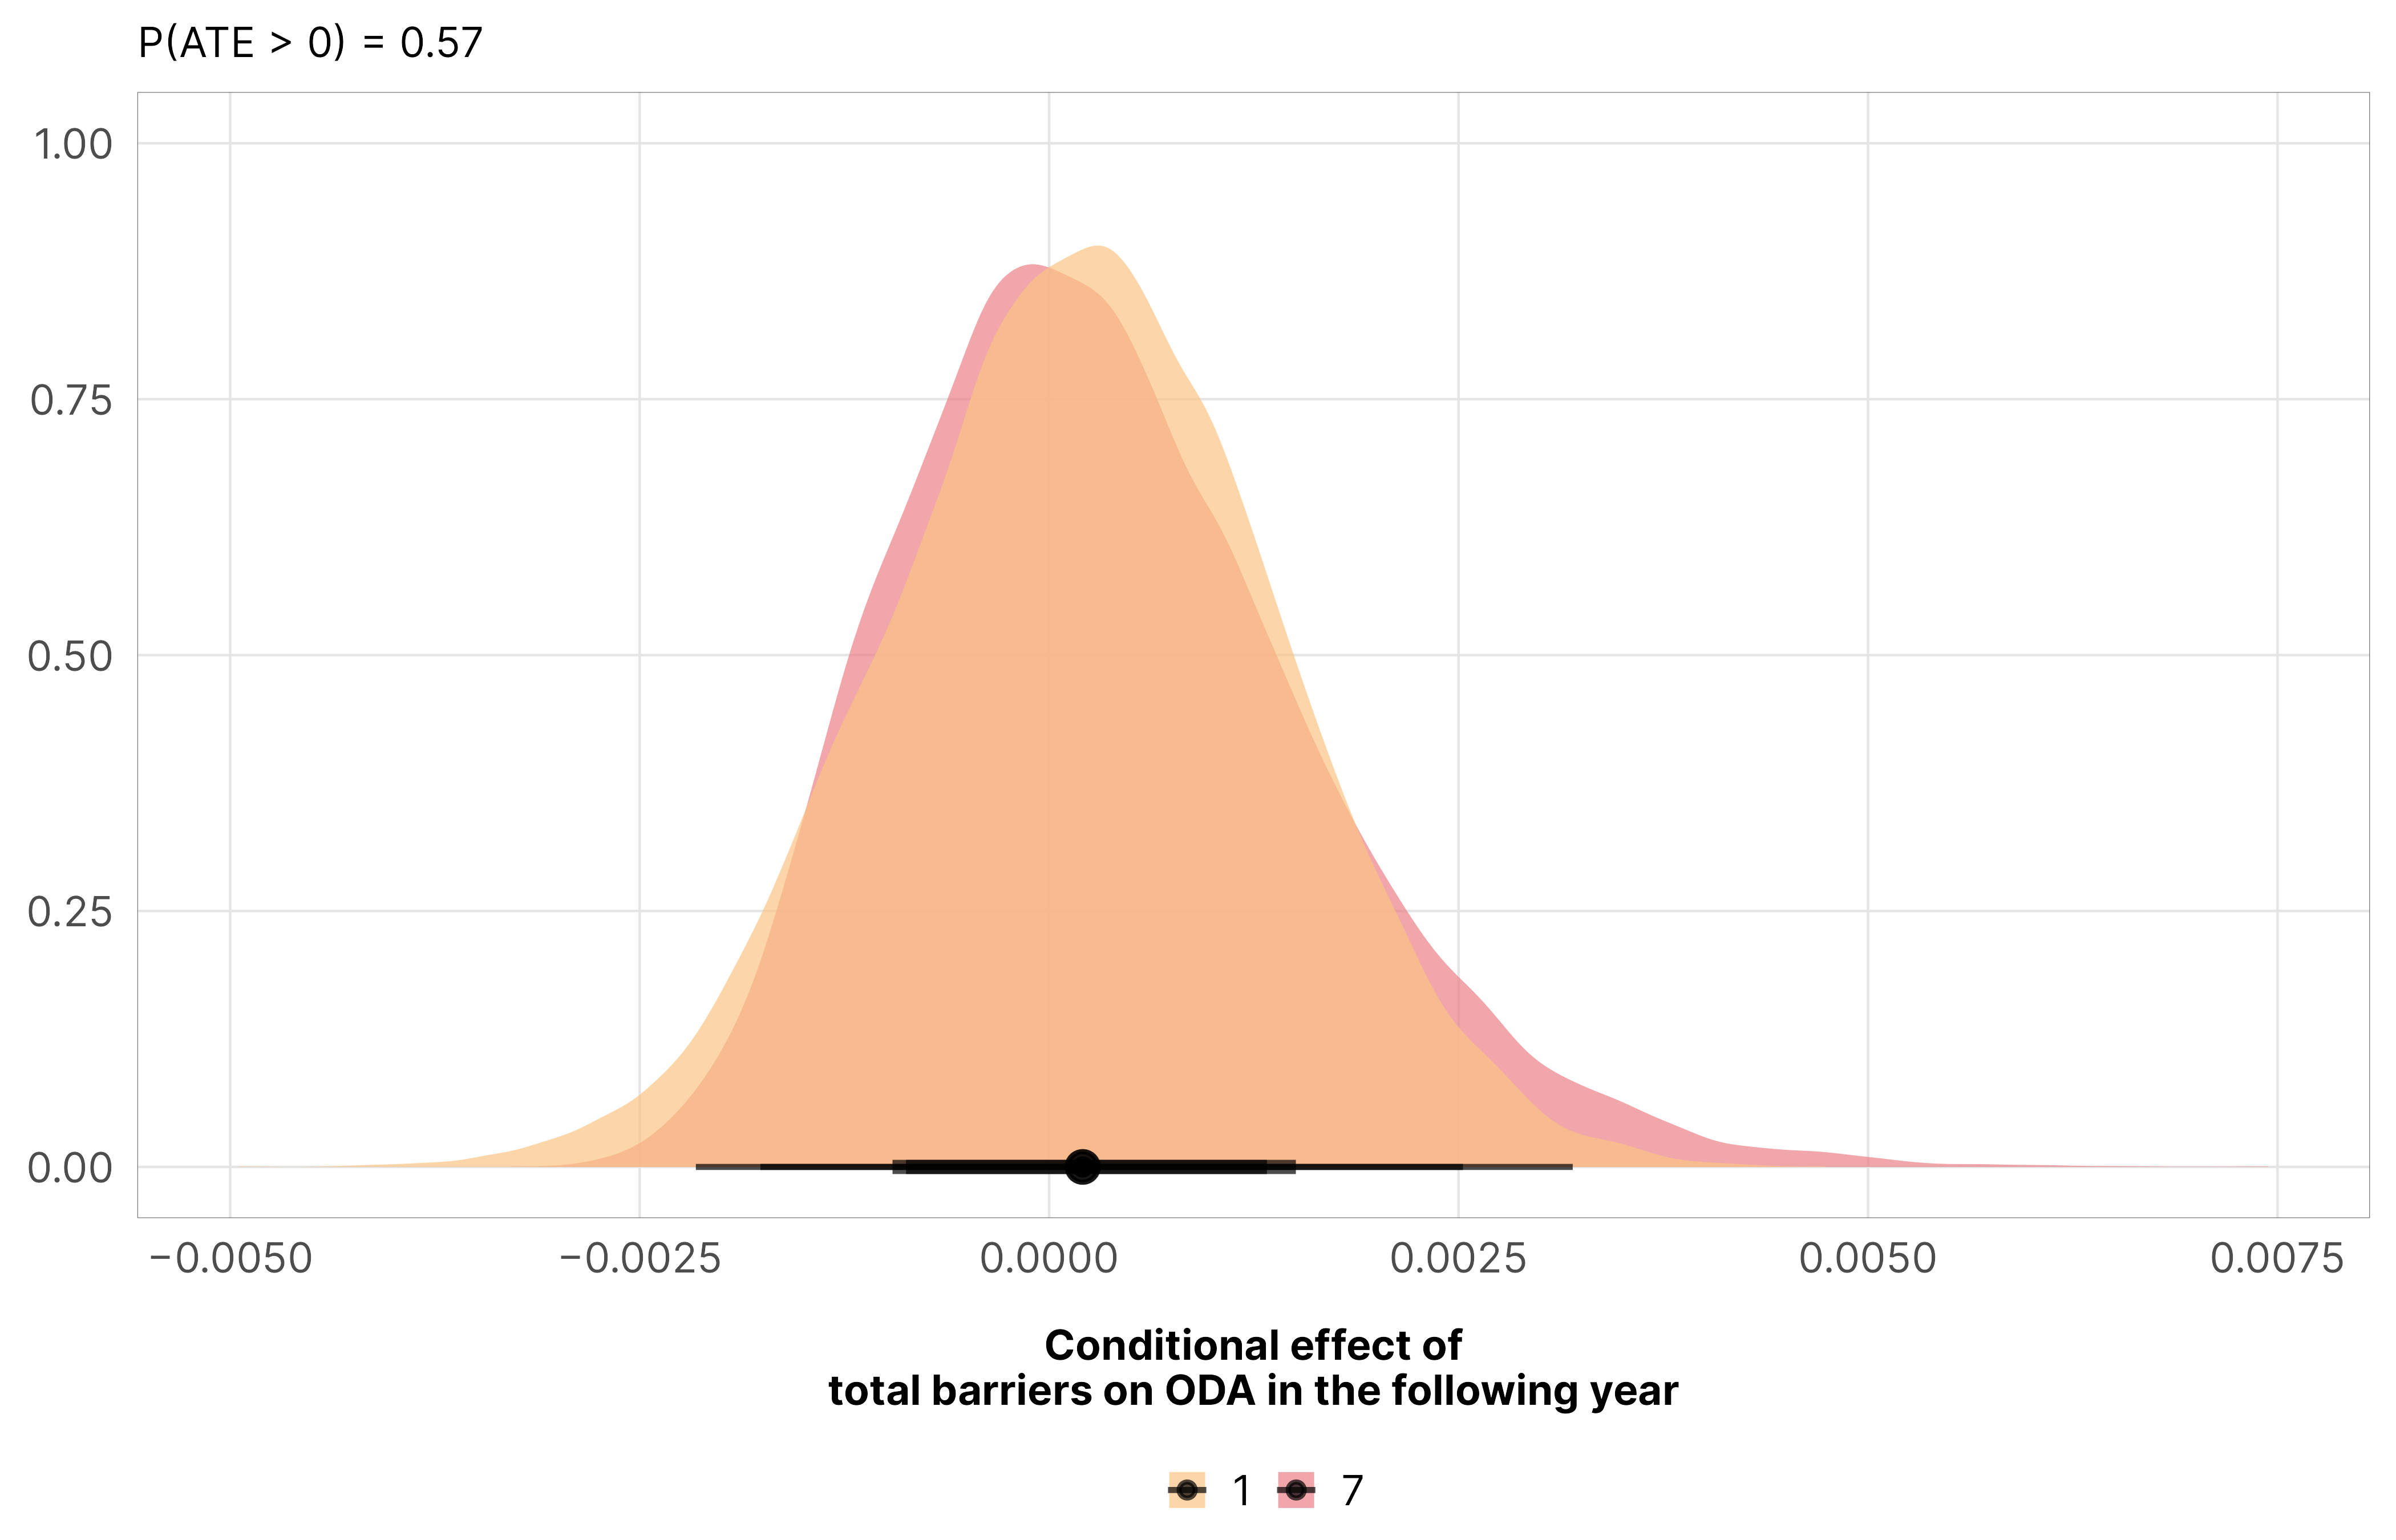 P(ATE > 0) = 0.57
1.00
0.75
0.50
0.25
0.00
−0.0050 −0.0025 0.0000 0.0025 0.0050 0.0075
Conditional effect of
total barriers on ODA in the following year
1 7